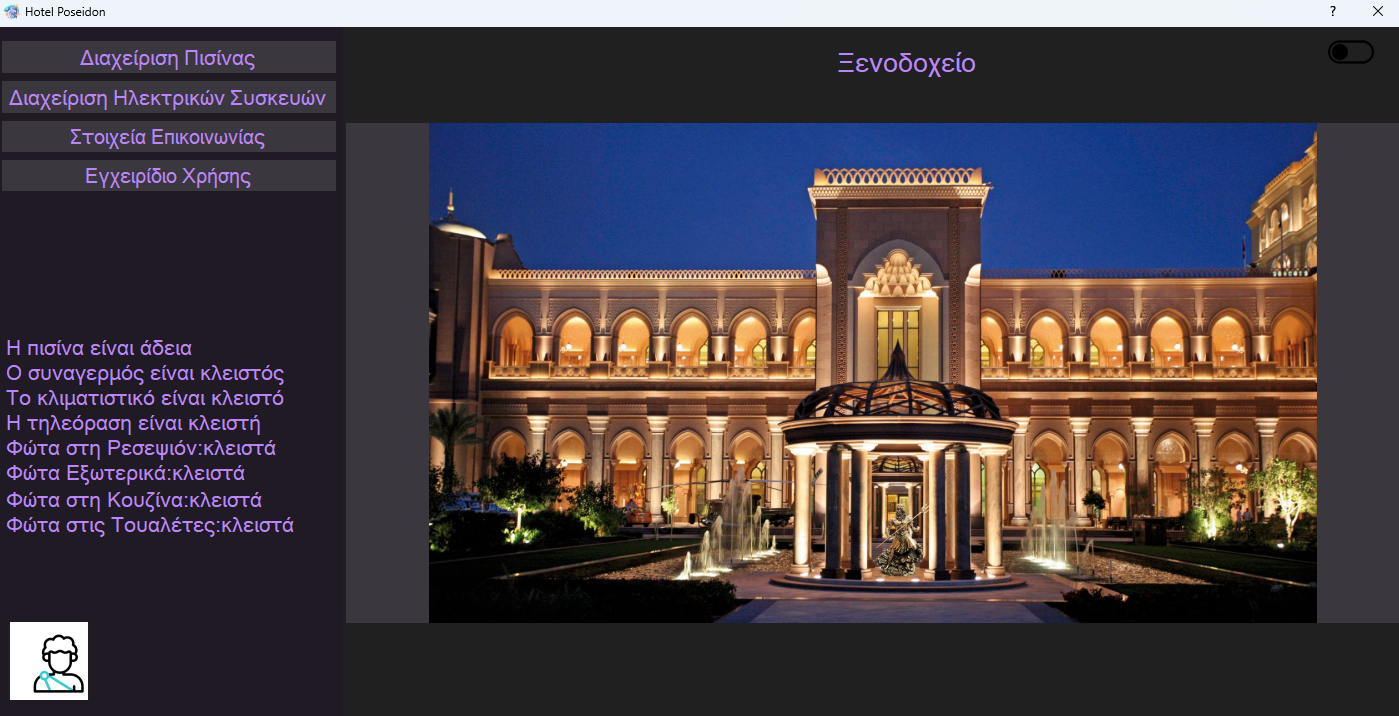 Hotel Poseidon
?
Διαχείριση Πισίνας
Διαχείριση Ηλεκτρικών Συσκευών
Στοιχεία Επικοινωνίας
Εγχειρίδιο Χρήσης
Ξενοδοχείο
Η πισίνα είναι άδεια
Ο συναγερμός είναι κλειστός
Το κλιματιστικό είναι κλειστό
Η τηλεόραση είναι κλειστή
Φώτα στη Ρεσεψιόν:κλειστά
Φώτα Εξωτερικά:κλειστά
Φώτα στη Κουζίνα:κλειστά
Φώτα στις Τουαλέτες:κλειστά